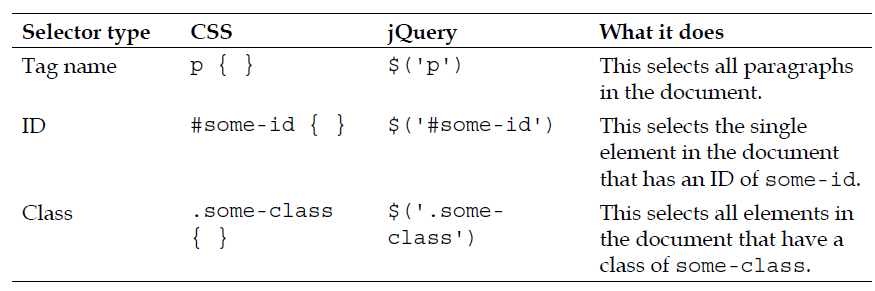 Selector type CSS jQuery What it does
Tag name p { } $('p') This selects all paragraphs
in the document.
ID #some-id { } $('#some-id') This selects the single
element in the document
that has an ID of some-id.
Class .some-class $('.some- This selects all elements in
{ } class') the document that have a
class of some-class.